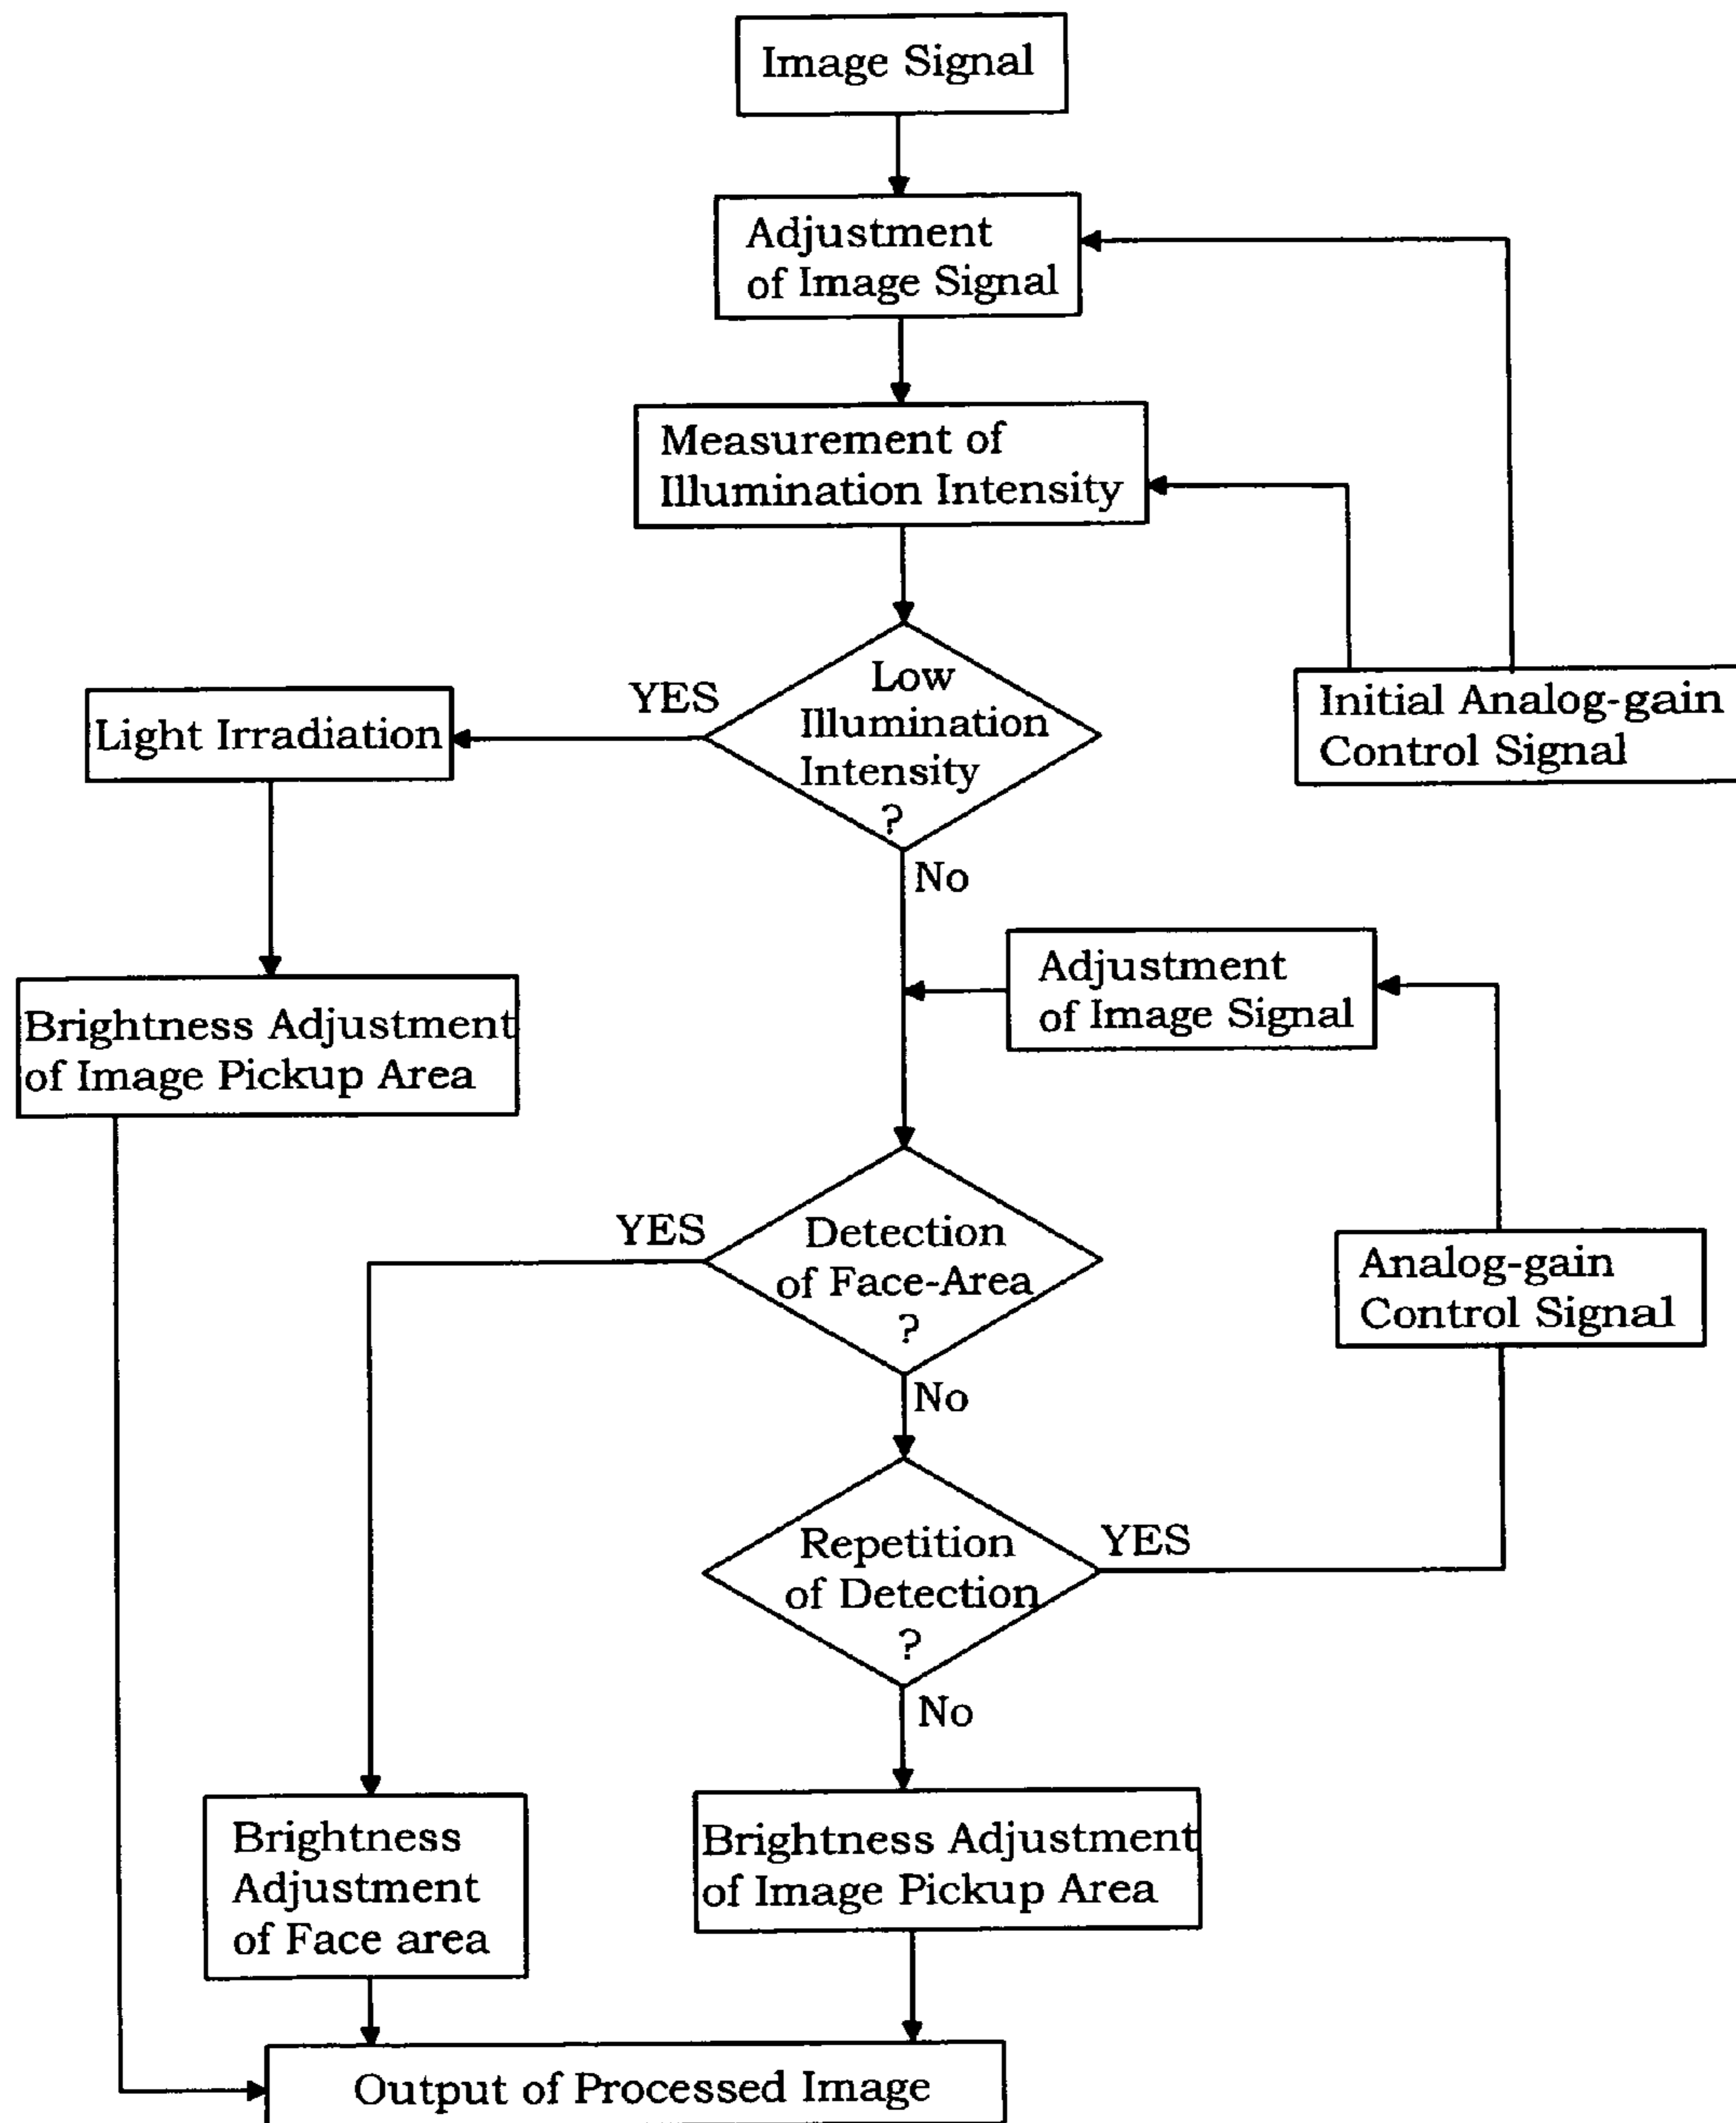 Image Signal
Adjustment
of Image Signal
Measurement of
Illumination Intensity
Low
Illumination
Intensity
?
YES
Light Irradiation
Initial Analog-gain
Control Signal
No
Adjustment
of Image Signal
Brightness Adjustment
of Image Pickup Area
YES
Detection
of Face-Area
?
Analog-gain
Control Signal
No
Repetition
of Detection
?
YES
No
Brightness
Adjustment
of Face area
Brightness Adjustment
of Image Pickup Area
Output of Processed Image